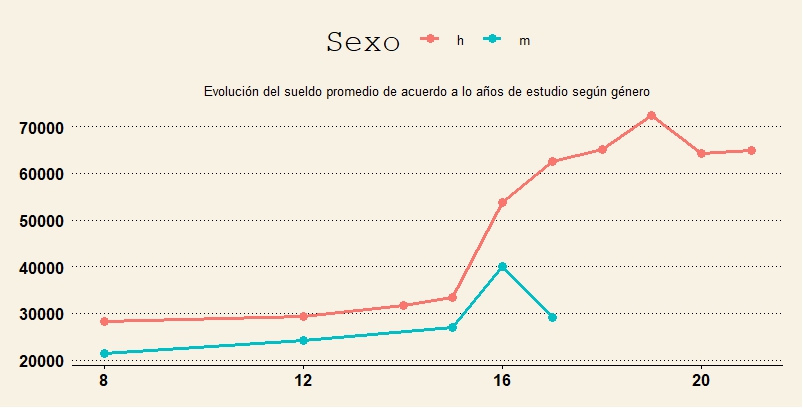 Sexo h m
Evolución del sueldo promedio de acuerdo a lo años de estudio según género
70000
60000
50000
40000
30000
20000
8 12 16 20